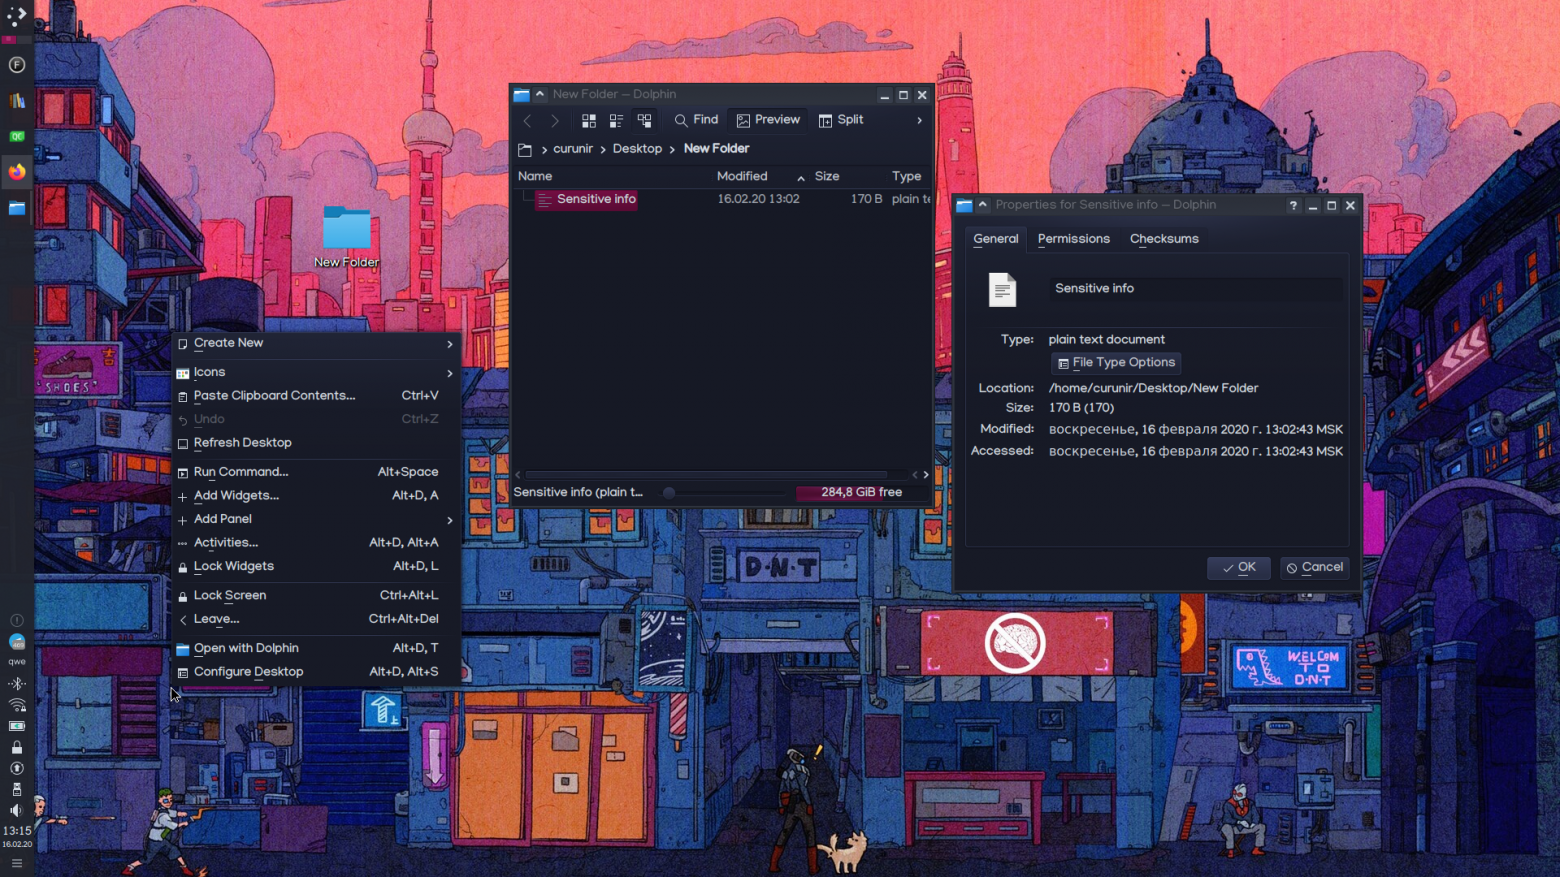 F
QC
qwe
13:15
16.02.20
New Folder
SHOES
Create New
Icons
Paste Clipboard Contents... Ctrl+V
Undo Ctrl+Z
Refresh Desktop
Run Command... Alt+Space
Add Widgets... Alt+D, A
Add Panel
Activities... Alt+D, Alt+A
Lock Widgets Alt+D, L
Lock Screen Ctrl+Alt+L
Leave... Ctrl+Alt+Del
Open with Dolphin Alt+D, T
Configure Desktop Alt+D, Alt+S
New Folder — Dolphin
Find Preview Split
curunir > Desktop > New Folder
Name Modified Size Type
Sensitive info 16.02.20 13:02 170 B plain te
Sensitive info (plain t... 284,8 GiB free
Properties for Sensitive info — Dolphin ?
General Permissions Checksums
Sensitive info
Type: plain text document
File Type Options
Location: /home/curunir/Desktop/New Folder
Size: 170 B (170)
Modified: воскресенье, 16 февраля 2020 г. 13:02:43 MSK
Accessed: воскресенье, 16 февраля 2020 г. 13:02:43 MSK
OK Cancel
D·N·T
WELCOM
TO
D·N·T